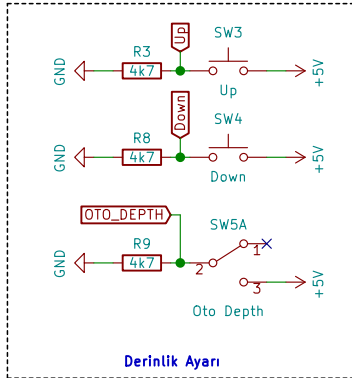 Up
SW3
R3
4k7
GND
+5V
Up
Down
SW4
R8
4k7
GND
+5V
Down
OTO_DEPTH
SW5A
R9
4k7
GND
2
1
3
+5V
Oto Depth
Derinlik Ayarı